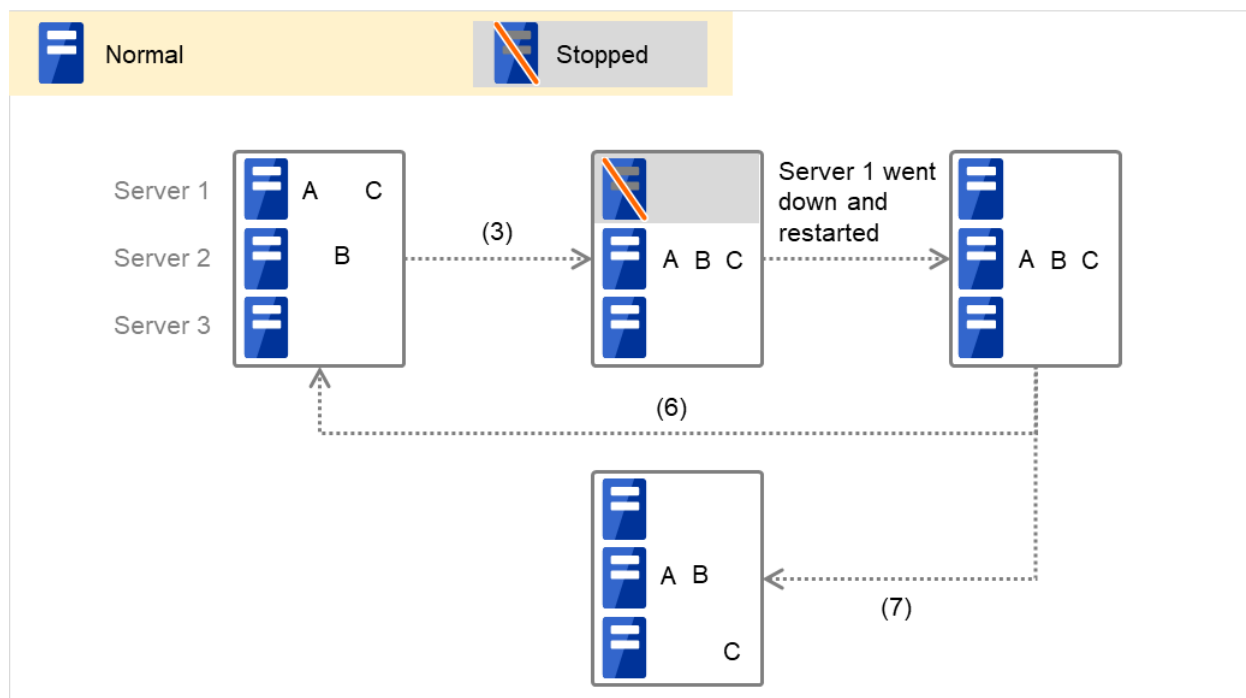 Normal
Stopped
Server 1
A C
Server 1 went
down and
restarted
Server 2
B
(3)
A B C
A B C
Server 3
(6)
A B
(7)
C